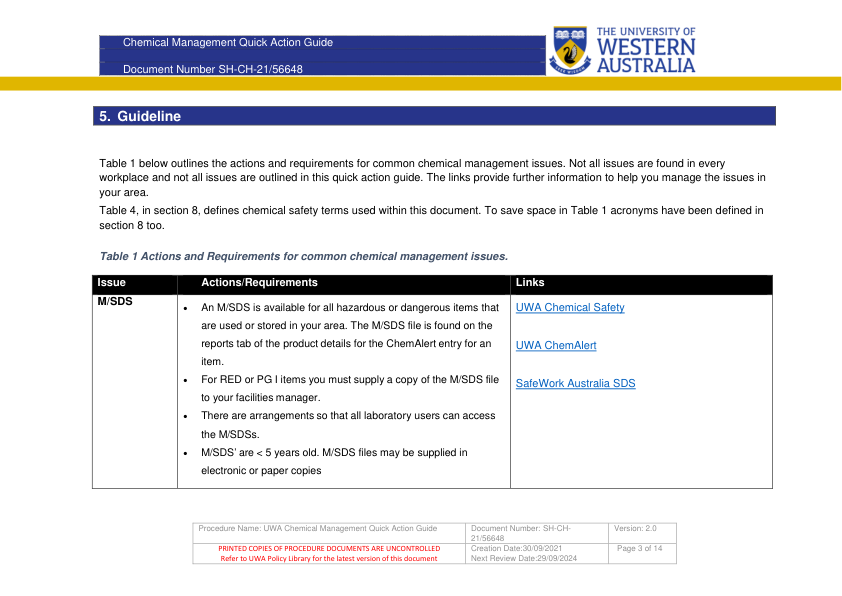 Chemical Management Quick Action Guide
Document Number SH-CH-21/56648
THE UNIVERSITY OF
WESTERN
AUSTRALIA
5. Guideline
Table 1 below outlines the actions and requirements for common chemical management issues. Not all issues are found in every
workplace and not all issues are outlined in this quick action guide. The links provide further information to help you manage the issues in
your area.
Table 4, in section 8, defines chemical safety terms used within this document. To save space in Table 1 acronyms have been defined in
section 8 too.
Table 1 Actions and Requirements for common chemical management issues.
Issue
Actions/Requirements
Links
M/SDS
• An M/SDS is available for all hazardous or dangerous items that
are used or stored in your area. The M/SDS file is found on the
reports tab of the product details for the ChemAlert entry for an
item.
• For RED or PG I items you must supply a copy of the M/SDS file
to your facilities manager.
• There are arrangements so that all laboratory users can access
the M/SDSs.
• M/SDS' are < 5 years old. M/SDS files may be supplied in
electronic or paper copies
UWA Chemical Safety
UWA ChemAlert
SafeWork Australia SDS
Procedure Name: UWA Chemical Management Quick Action Guide
Document Number: SH-CH-
21/56648
Version: 2.0
PRINTED COPIES OF PROCEDURE DOCUMENTS ARE UNCONTROLLED
Refer to UWA Policy Library for the latest version of this document
Creation Date:30/09/2021
Next Review Date:29/09/2024
Page 3 of 14